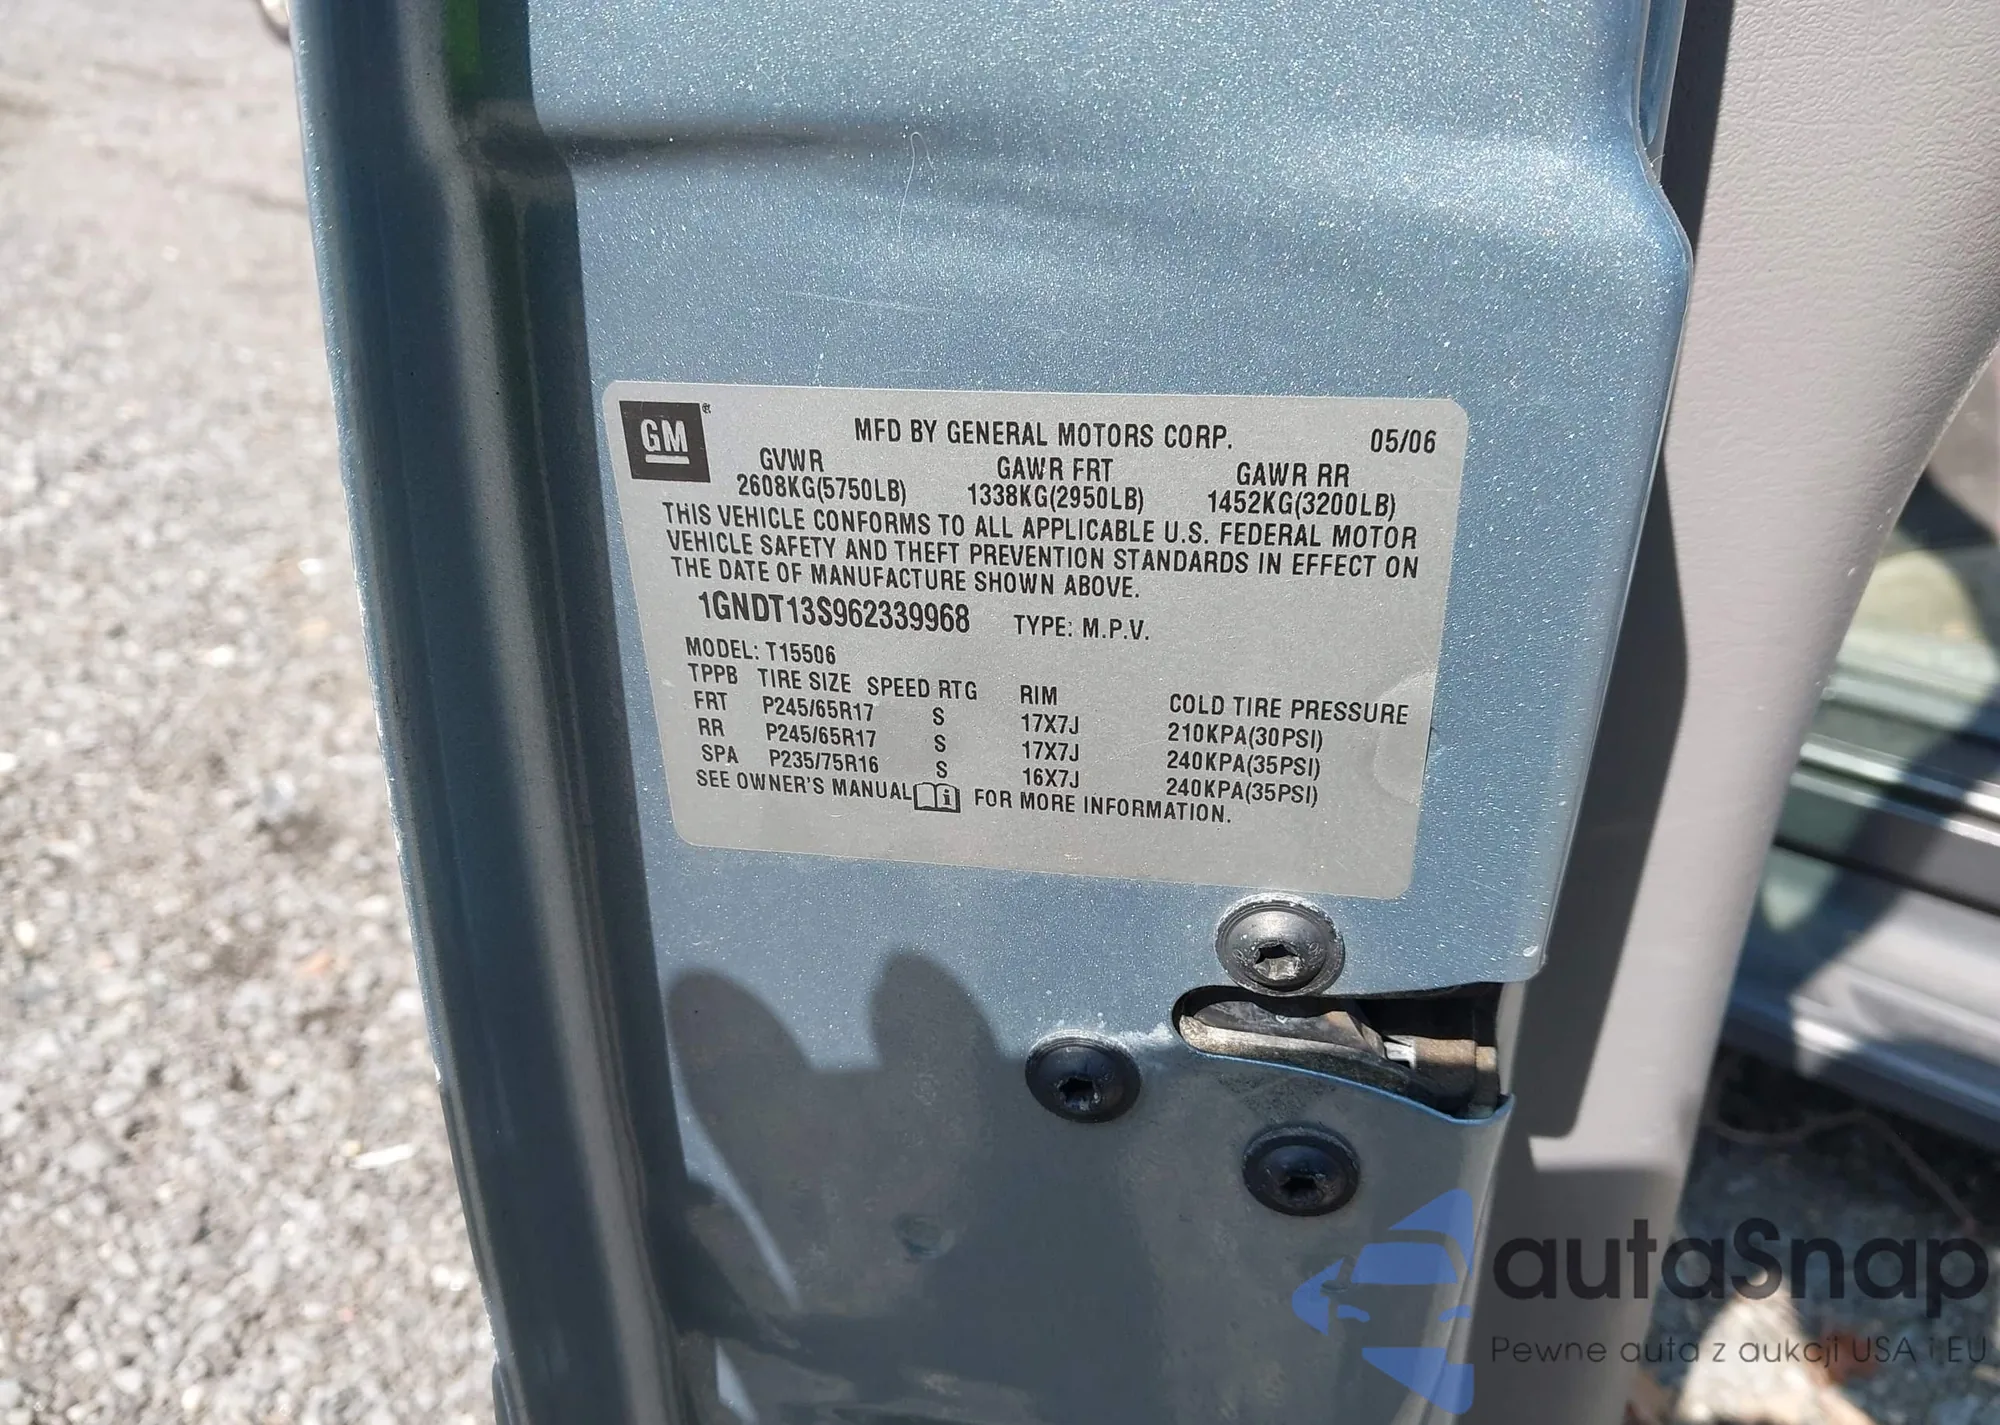 GM
MFD BY GENERAL MOTORS CORP. 05/06
GVWR GAWR FRT GAWR RR
2608KG(5750LB) 1338KG(2950LB) 1452KG(3200LB)
THIS VEHICLE CONFORMS TO ALL APPLICABLE U.S. FEDERAL MOTOR
VEHICLE SAFETY AND THEFT PREVENTION STANDARDS IN EFFECT ON
THE DATE OF MANUFACTURE SHOWN ABOVE.
1GNDT13S962339968 TYPE: M.P.V.
MODEL: T15506
TPPB TIRE SIZE SPEED RTG RIM COLD TIRE PRESSURE
FRT P245/65R17 S 17X7J 210KPA(30PSI)
RR P245/65R17 S 17X7J 240KPA(35PSI)
SPA P235/75R16 S 16X7J 240KPA(35PSI)
SEE OWNER'S MANUAL FOR MORE INFORMATION.
autaSnap
Pewne auta z aukcji USA i EU